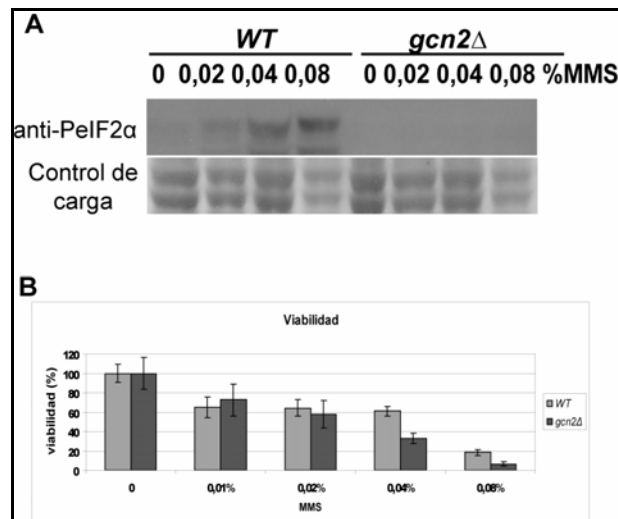 A
WT gcn2Δ
0 0,02 0,04 0,08 0 0,02 0,04 0,08 %MMS
anti-PeIF2α
Control de
carga
B
Viabilidad
viabilidad (%)
120
100
80
60
40
20
0
0 0,01% 0,02% 0,04% 0,08%
MMS
WT
gcn2Δ